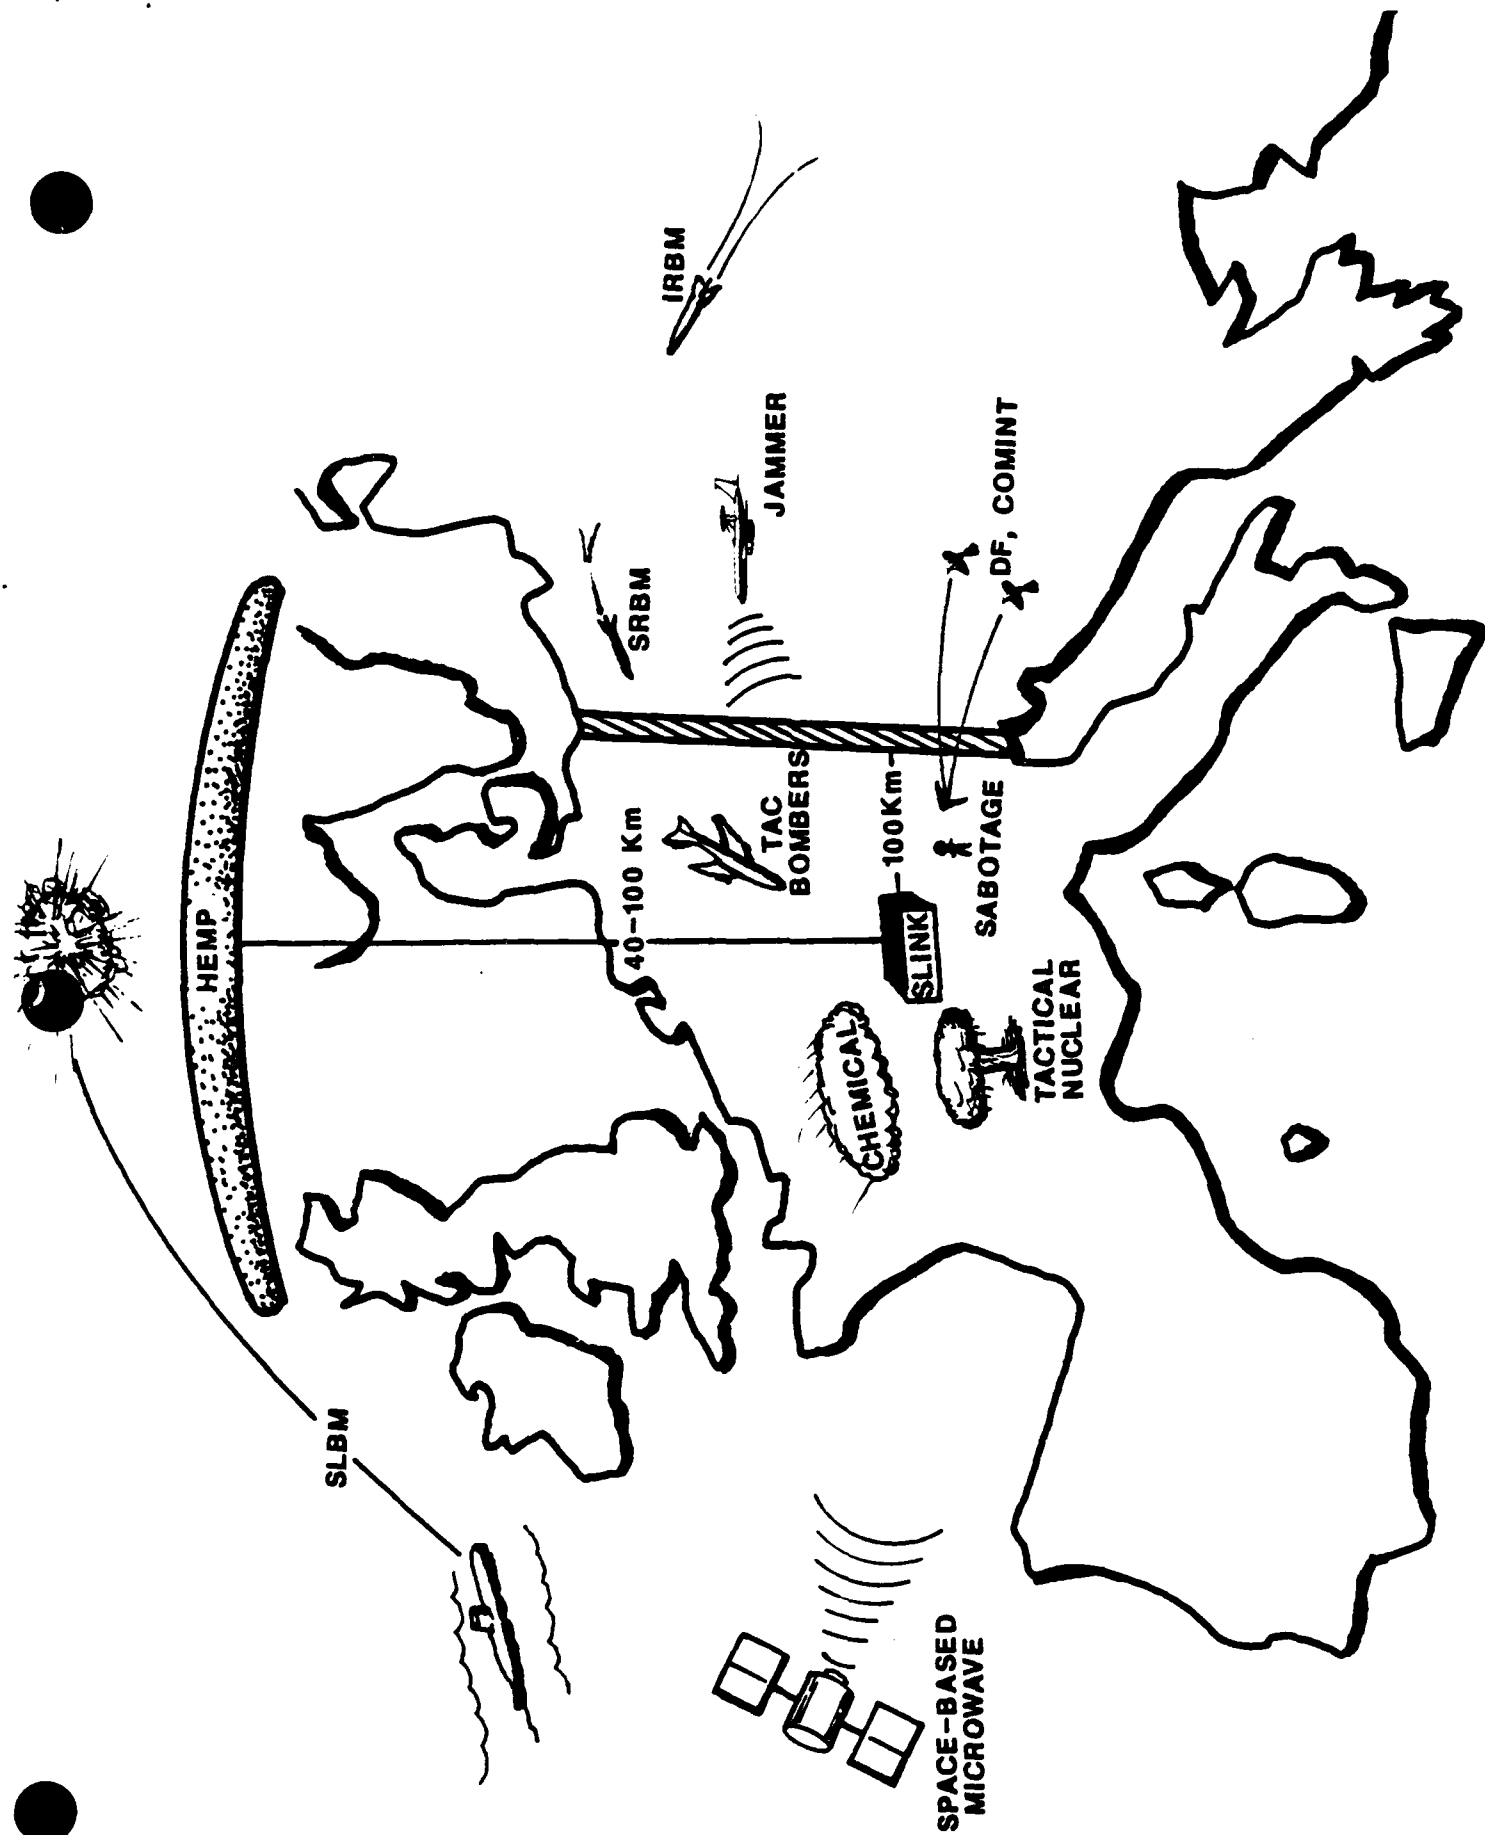 HEMP
SLBM
40-100 Km
IRBM
SRBM
JAMMER
TAC
BOMBERS
100Km
SLINK
CHEMICAL
SABOTAGE
DF, COMINT
TACTICAL
NUCLEAR
SPACE-BASED
MICROWAVE